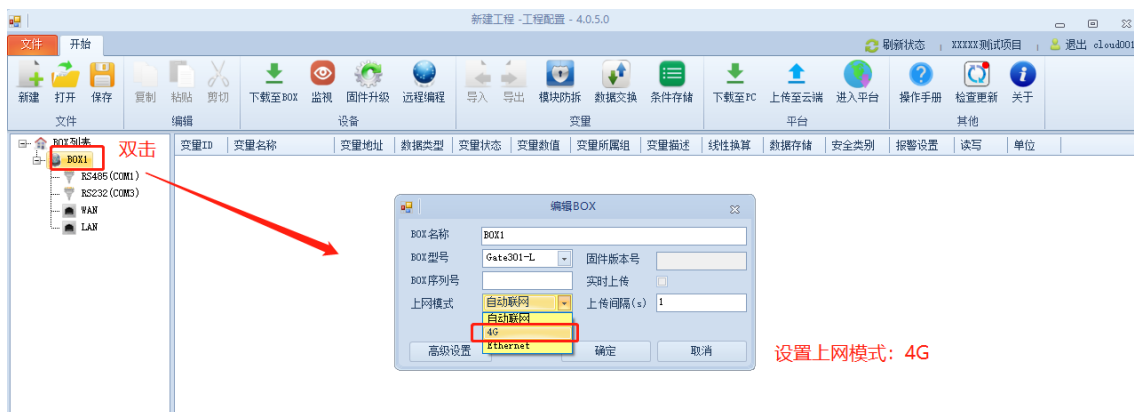 新建工程 -工程配置 - 4.0.5.0
文件 开始 刷新状态 XXXXX测试项目 退出 cloud001
新建 打开 保存 复制 粘贴 剪切 下载至BOX 监视 固件升级 远程编程 导入 导出 模块防拆 数据交换 条件存储 下载至PC 上传至云端 进入平台 操作手册 检查更新 关于
文件 编辑 设备 变量 平台 其他
BOX列表 变量ID 变量名称 变量地址 数据类型 变量状态 变量数值 变量所属组 变量描述 线性换算 数据存储 安全类别 报警设置 读写 单位
BOX1 双击
RS485(COM1)
RS232(COM3)
WAN
LAN
编辑BOX
BOX名称 BOX1
BOX型号 Gate301-L 固件版本号
BOX序列号 实时上传
上网模式 自动联网 上传间隔(s) 1
自动联网
4G
Ethernet
高级设置 确定 取消
设置上网模式：4G